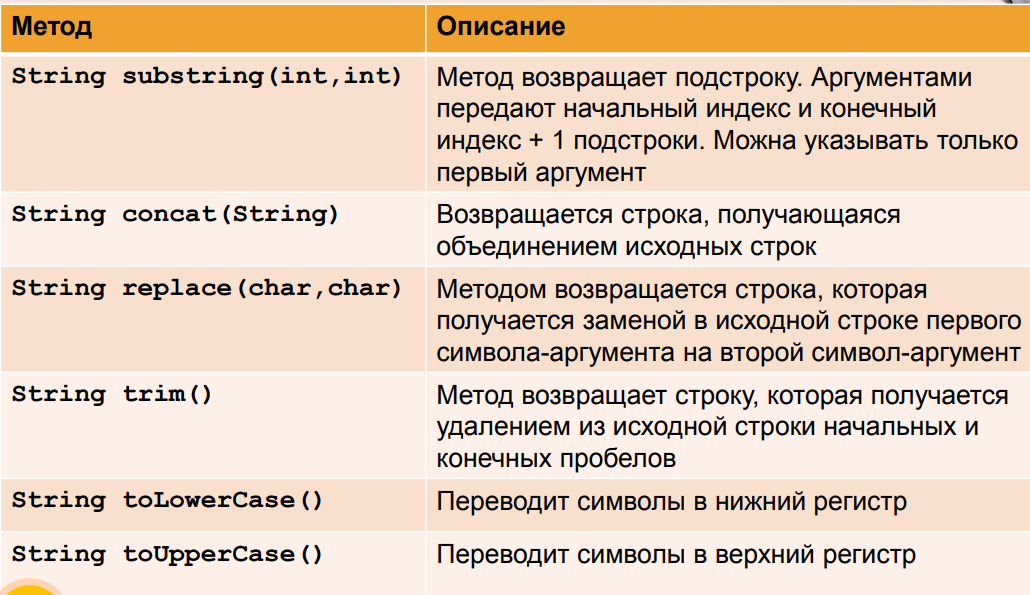 Метод Описание
String substring(int,int) Метод возвращает подстроку. Аргументами
передают начальный индекс и конечный
индекс + 1 подстроки. Можна указывать только
первый аргумент
String concat(String) Возвращается строка, получающаяся
объединением исходных строк
String replace(char,char) Методом возвращается строка, которая
получается заменой в исходной строке первого
символа-аргумента на второй символ-аргумент
String trim() Метод возвращает строку, которая получается
удалением из исходной строки начальных и
конечных пробелов
String toLowerCase() Переводит символы в нижний регистр
String toUpperCase() Переводит символы в верхний регистр